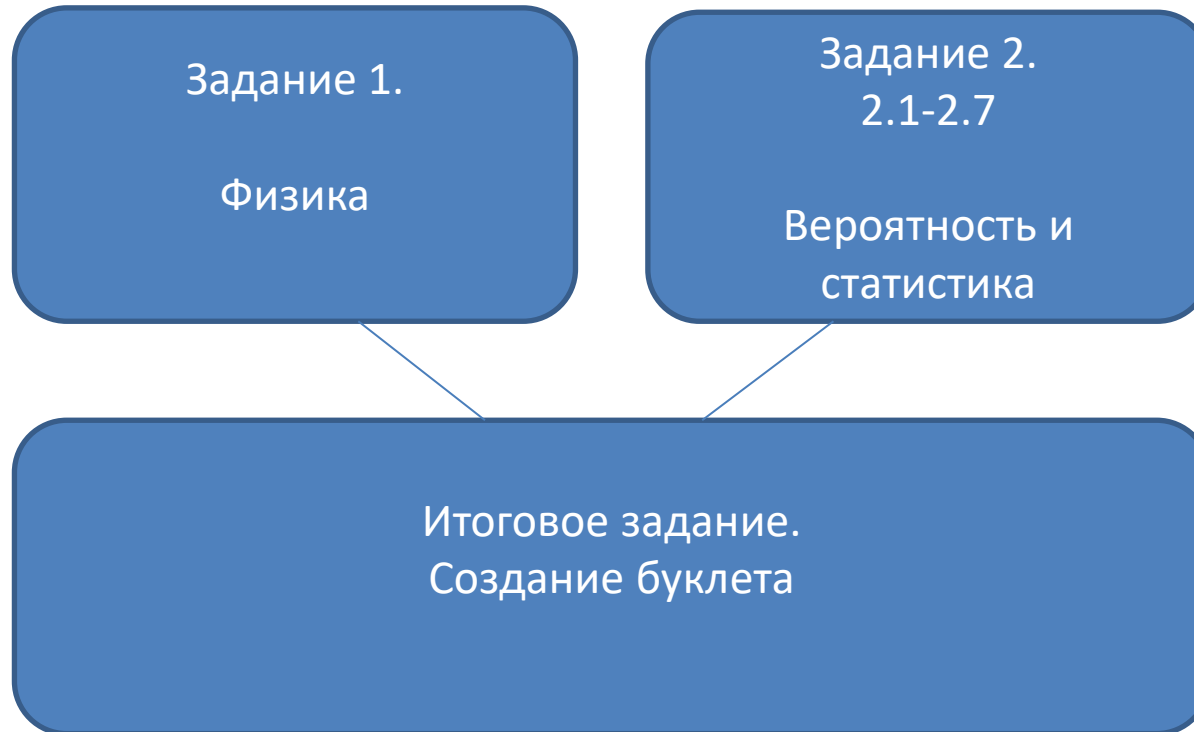 Задание 1.
Физика
Задание 2.
2.1-2.7
Вероятность и
статистика
Итоговое задание.
Создание буклета